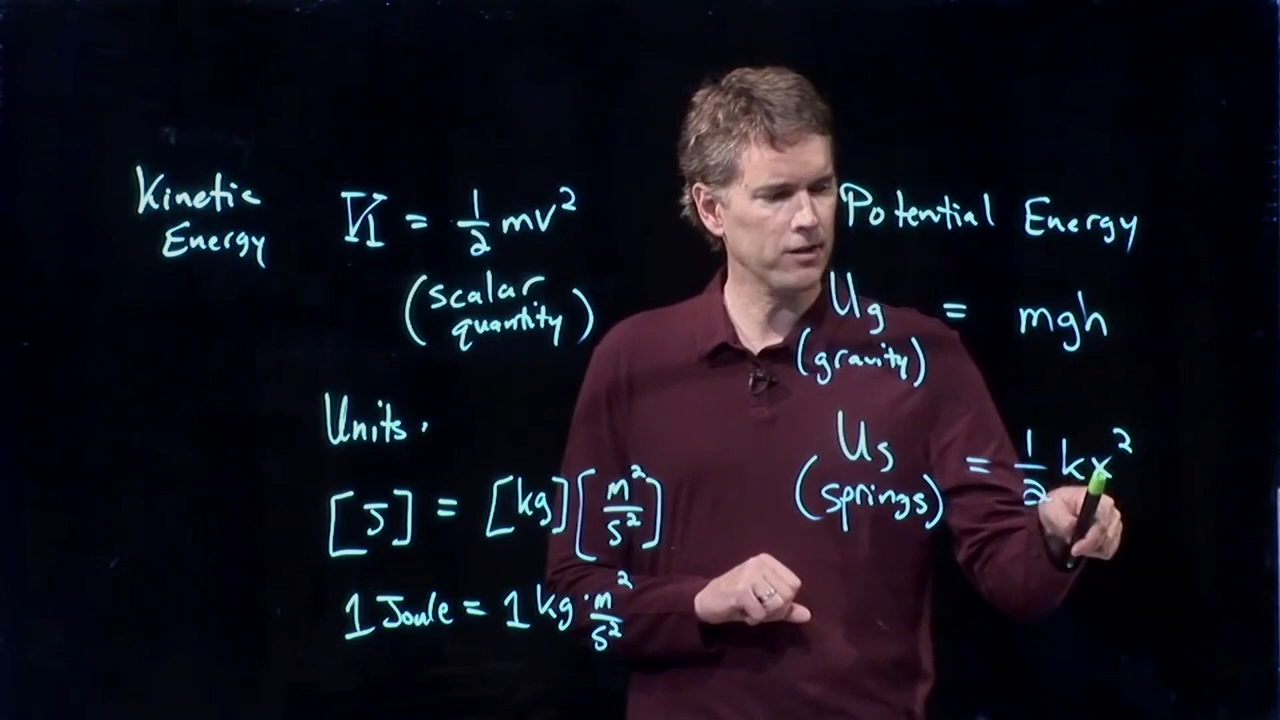 Kinetic
Energy
K = 1/2 mv²
(scalar
quantity)
Units.
[J] = [kg][m²/s²]
1 Joule = 1 kg · m²/s²
Potential Energy
Ug = mgh
(gravity)
Us = 1/2 kx²
(springs)